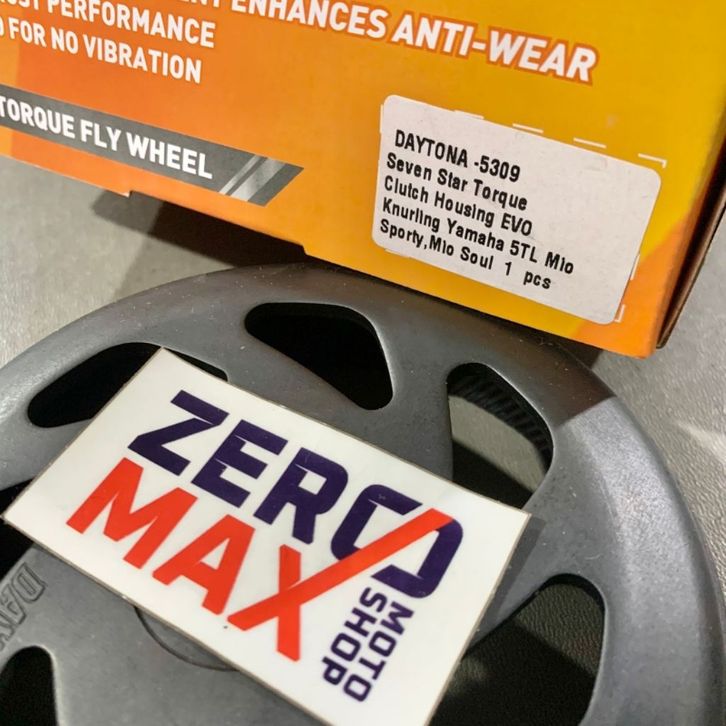 ENHANCES ANTI-WEAR
PERFORMANCE
FOR NO VIBRATION
TORQUE FLY WHEEL
DAYTONA -5309
Seven Star Torque
Clutch Housing EVO
Knurling Yamaha 5TL Mio
Sporty,Mio Soul 1 pcs
ZERO
MAX
MOTO
SHOP